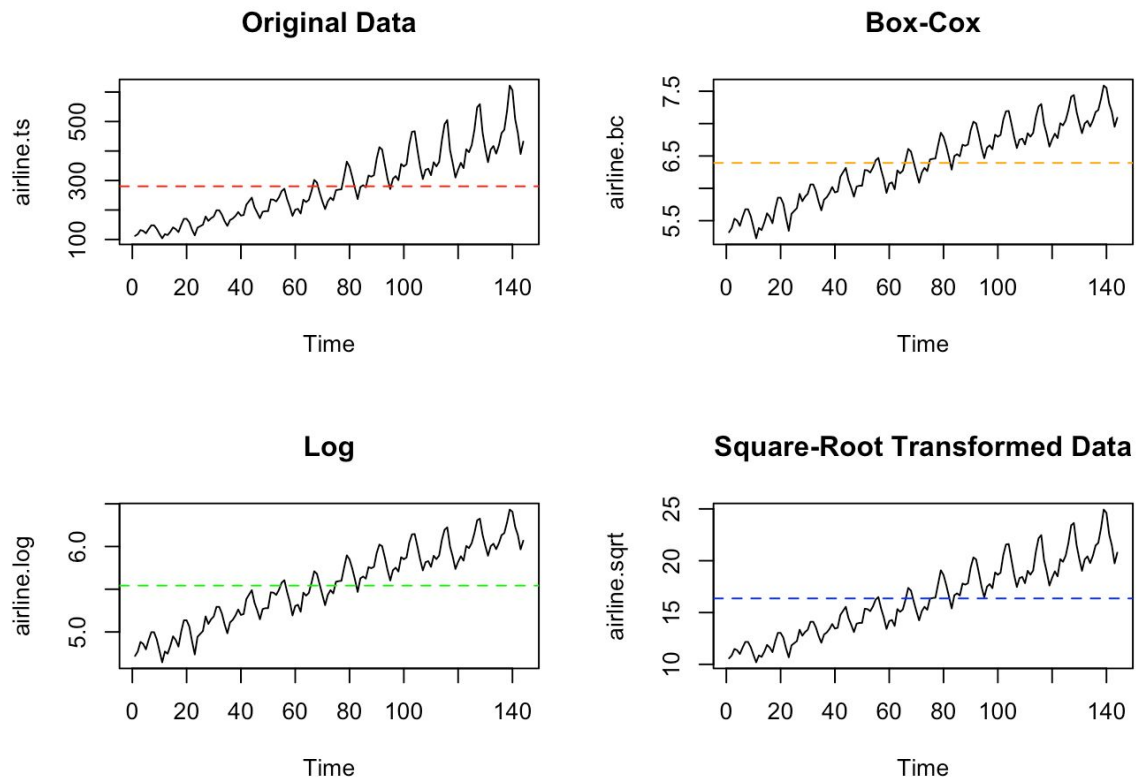 Original Data
airline.ts
100 300 500
0 20 40 60 80 100 140
Time
Box-Cox
airline.bc
5.5 6.5 7.5
0 20 40 60 80 100 140
Time
Log
airline.log
5.0 6.0
0 20 40 60 80 100 140
Time
Square-Root Transformed Data
airline.sqrt
10 15 20 25
0 20 40 60 80 100 140
Time